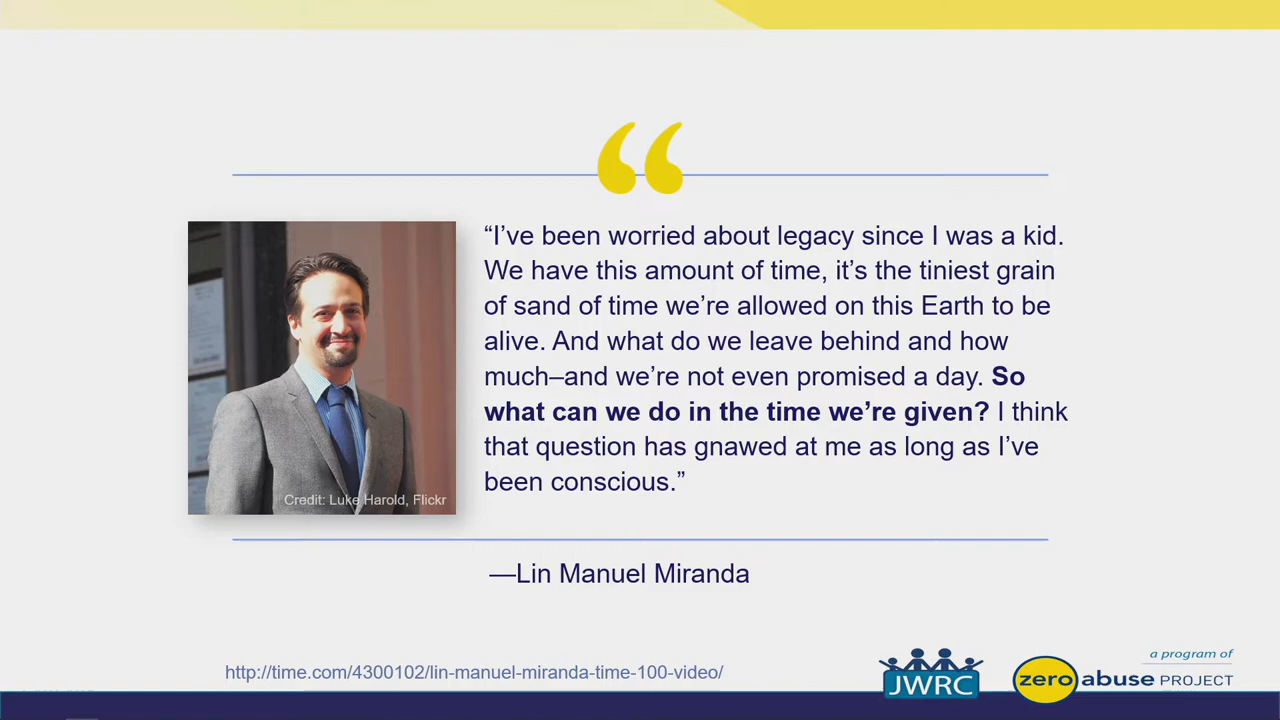 “I’ve been worried about legacy since I was a kid.
We have this amount of time, it’s the tiniest grain
of sand of time we’re allowed on this Earth to be
alive. And what do we leave behind and how
much–and we’re not even promised a day. So
what can we do in the time we’re given? I think
that question has gnawed at me as long as I’ve
been conscious.”
Credit: Luke Harold, Flickr
—Lin Manuel Miranda
http://time.com/4300102/lin-manuel-miranda-time-100-video/
JWRC
a program of
zero abuse PROJECT